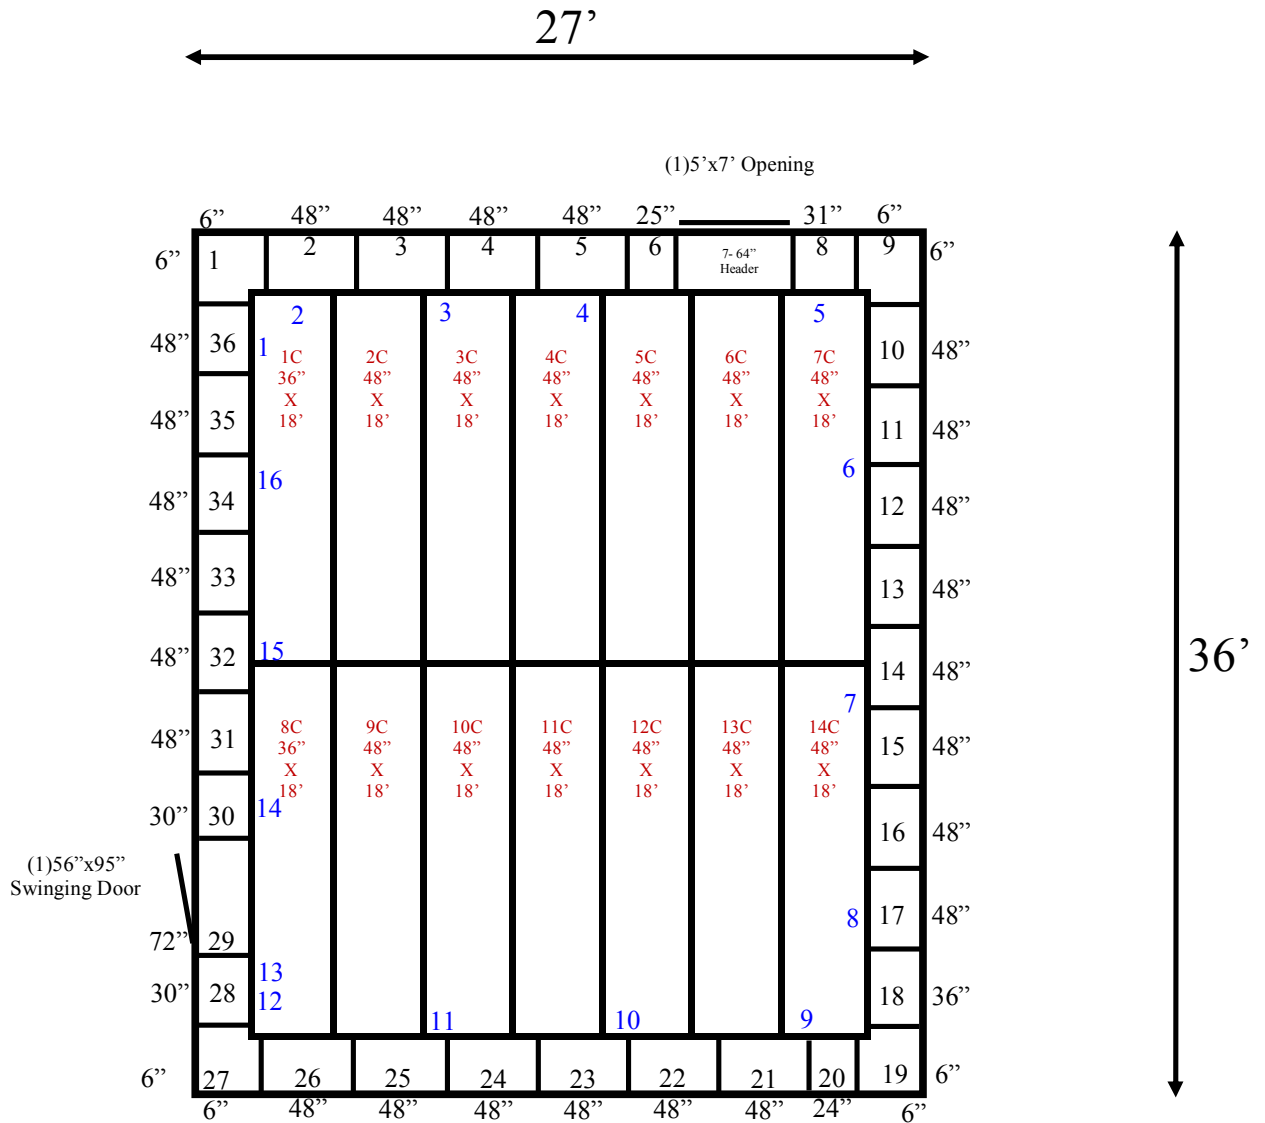 27’
(1)5’x7’ Opening
6” 48” 48” 48” 48” 25” 31” 6”
6” 1 2 3 4 5 6 7- 64” 8 9 6”
Header
2 3 4 5
48” 36 1 10 48”
1C 2C 3C 4C 5C 6C 7C
36” 48” 48” 48” 48” 48” 48”
X X X X X X X
18’ 18’ 18’ 18’ 18’ 18’ 18’
48” 35 11 48”
16 6
48” 34 12 48”
48” 33 13 48”
48” 32 15 14 48” 36’
7
48” 31 15 48”
8C 9C 10C 11C 12C 13C 14C
36” 48” 48” 48” 48” 48” 48”
X X X X X X X
18’ 18’ 18’ 18’ 18’ 18’ 18’
30” 30 14 16 48”
(1)56”x95”
Swinging Door
8 17 48”
72” 29
13
30” 28 12 18 36”
11 10 9
6” 27 26 25 24 23 22 21 20 19 6”
6” 48” 48” 48” 48” 48” 48” 24” 6”